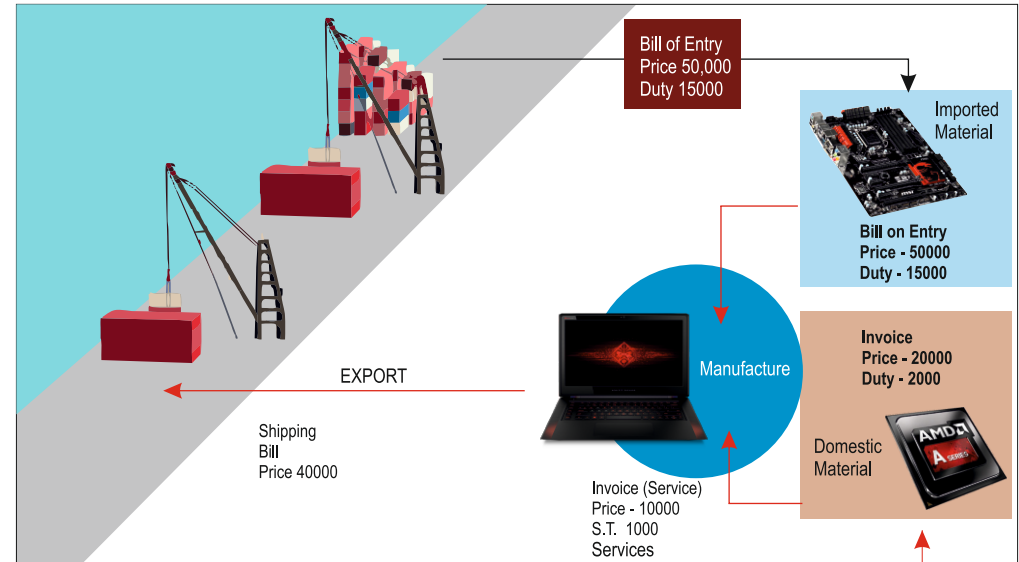 Bill of Entry
Price 50,000
Duty 15000
Imported
Material
Bill on Entry
Price - 50000
Duty - 15000
Manufacture
Invoice
Price - 20000
Duty - 2000
AMD
A
SERIES
Domestic
Material
EXPORT
Shipping
Bill
Price 40000
Invoice (Service)
Price - 10000
S.T. 1000
Services